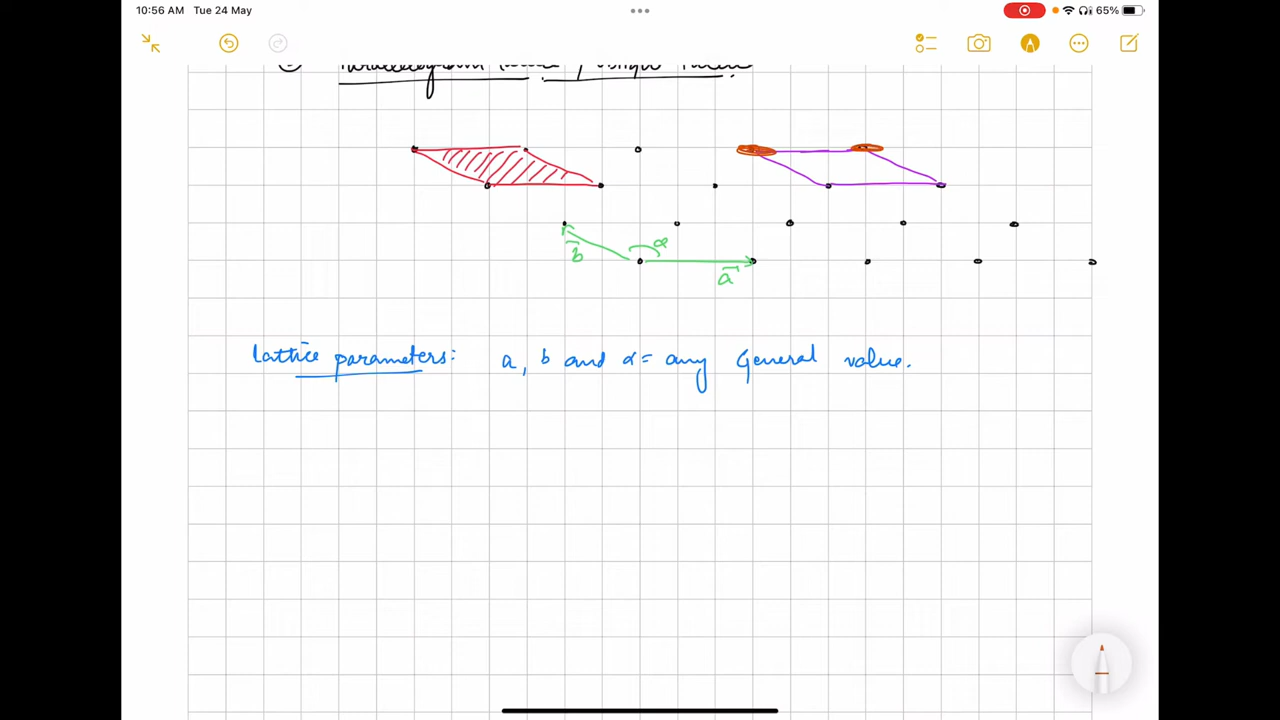 10:56 AM Tue 24 May
65%
α
b
a
Lattice parameters: a, b and α = any General value.